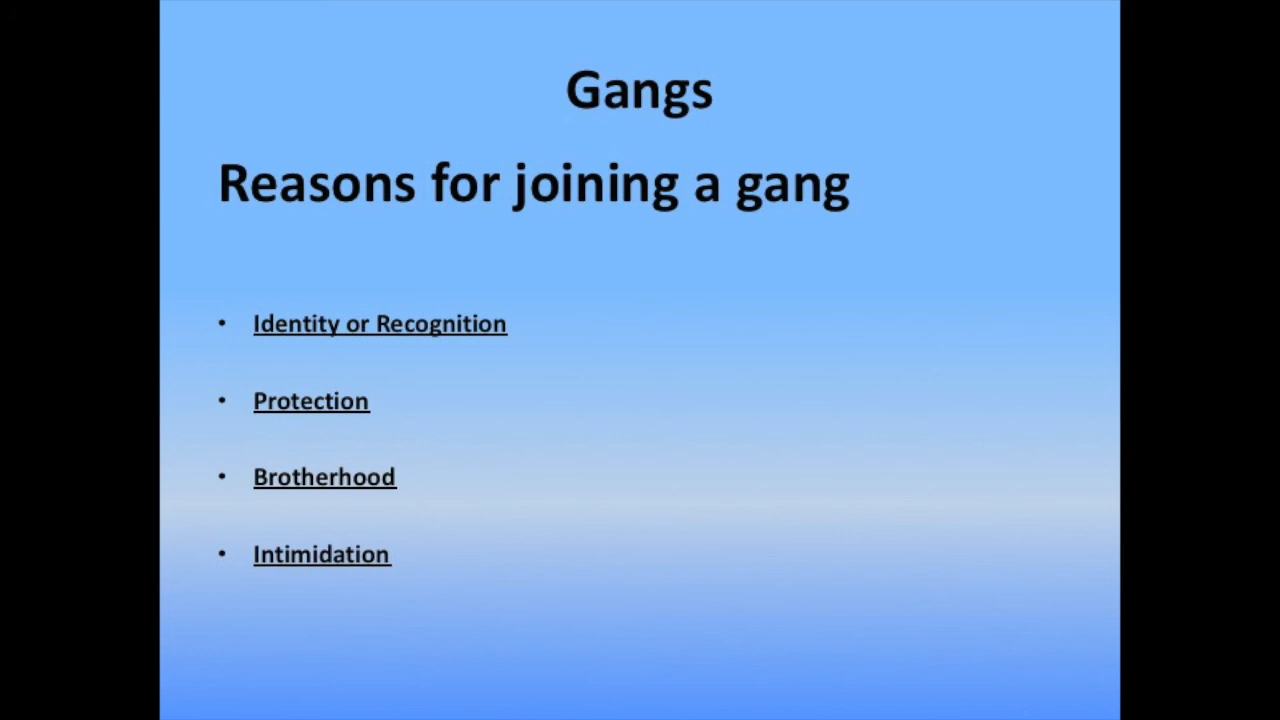 Gangs
Reasons for joining a gang
• Identity or Recognition
• Protection
• Brotherhood
• Intimidation